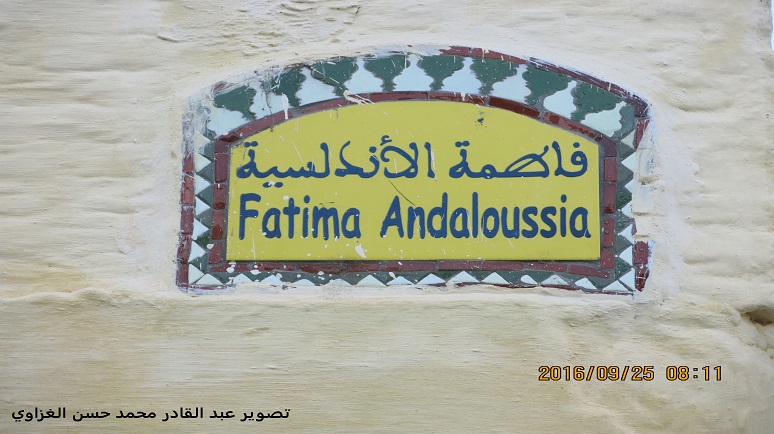 فاطمة الأندلسية
Fatima Andaloussia
2016/09/25 08:11
تصوير عبد القادر محمد حسن الغزاوي